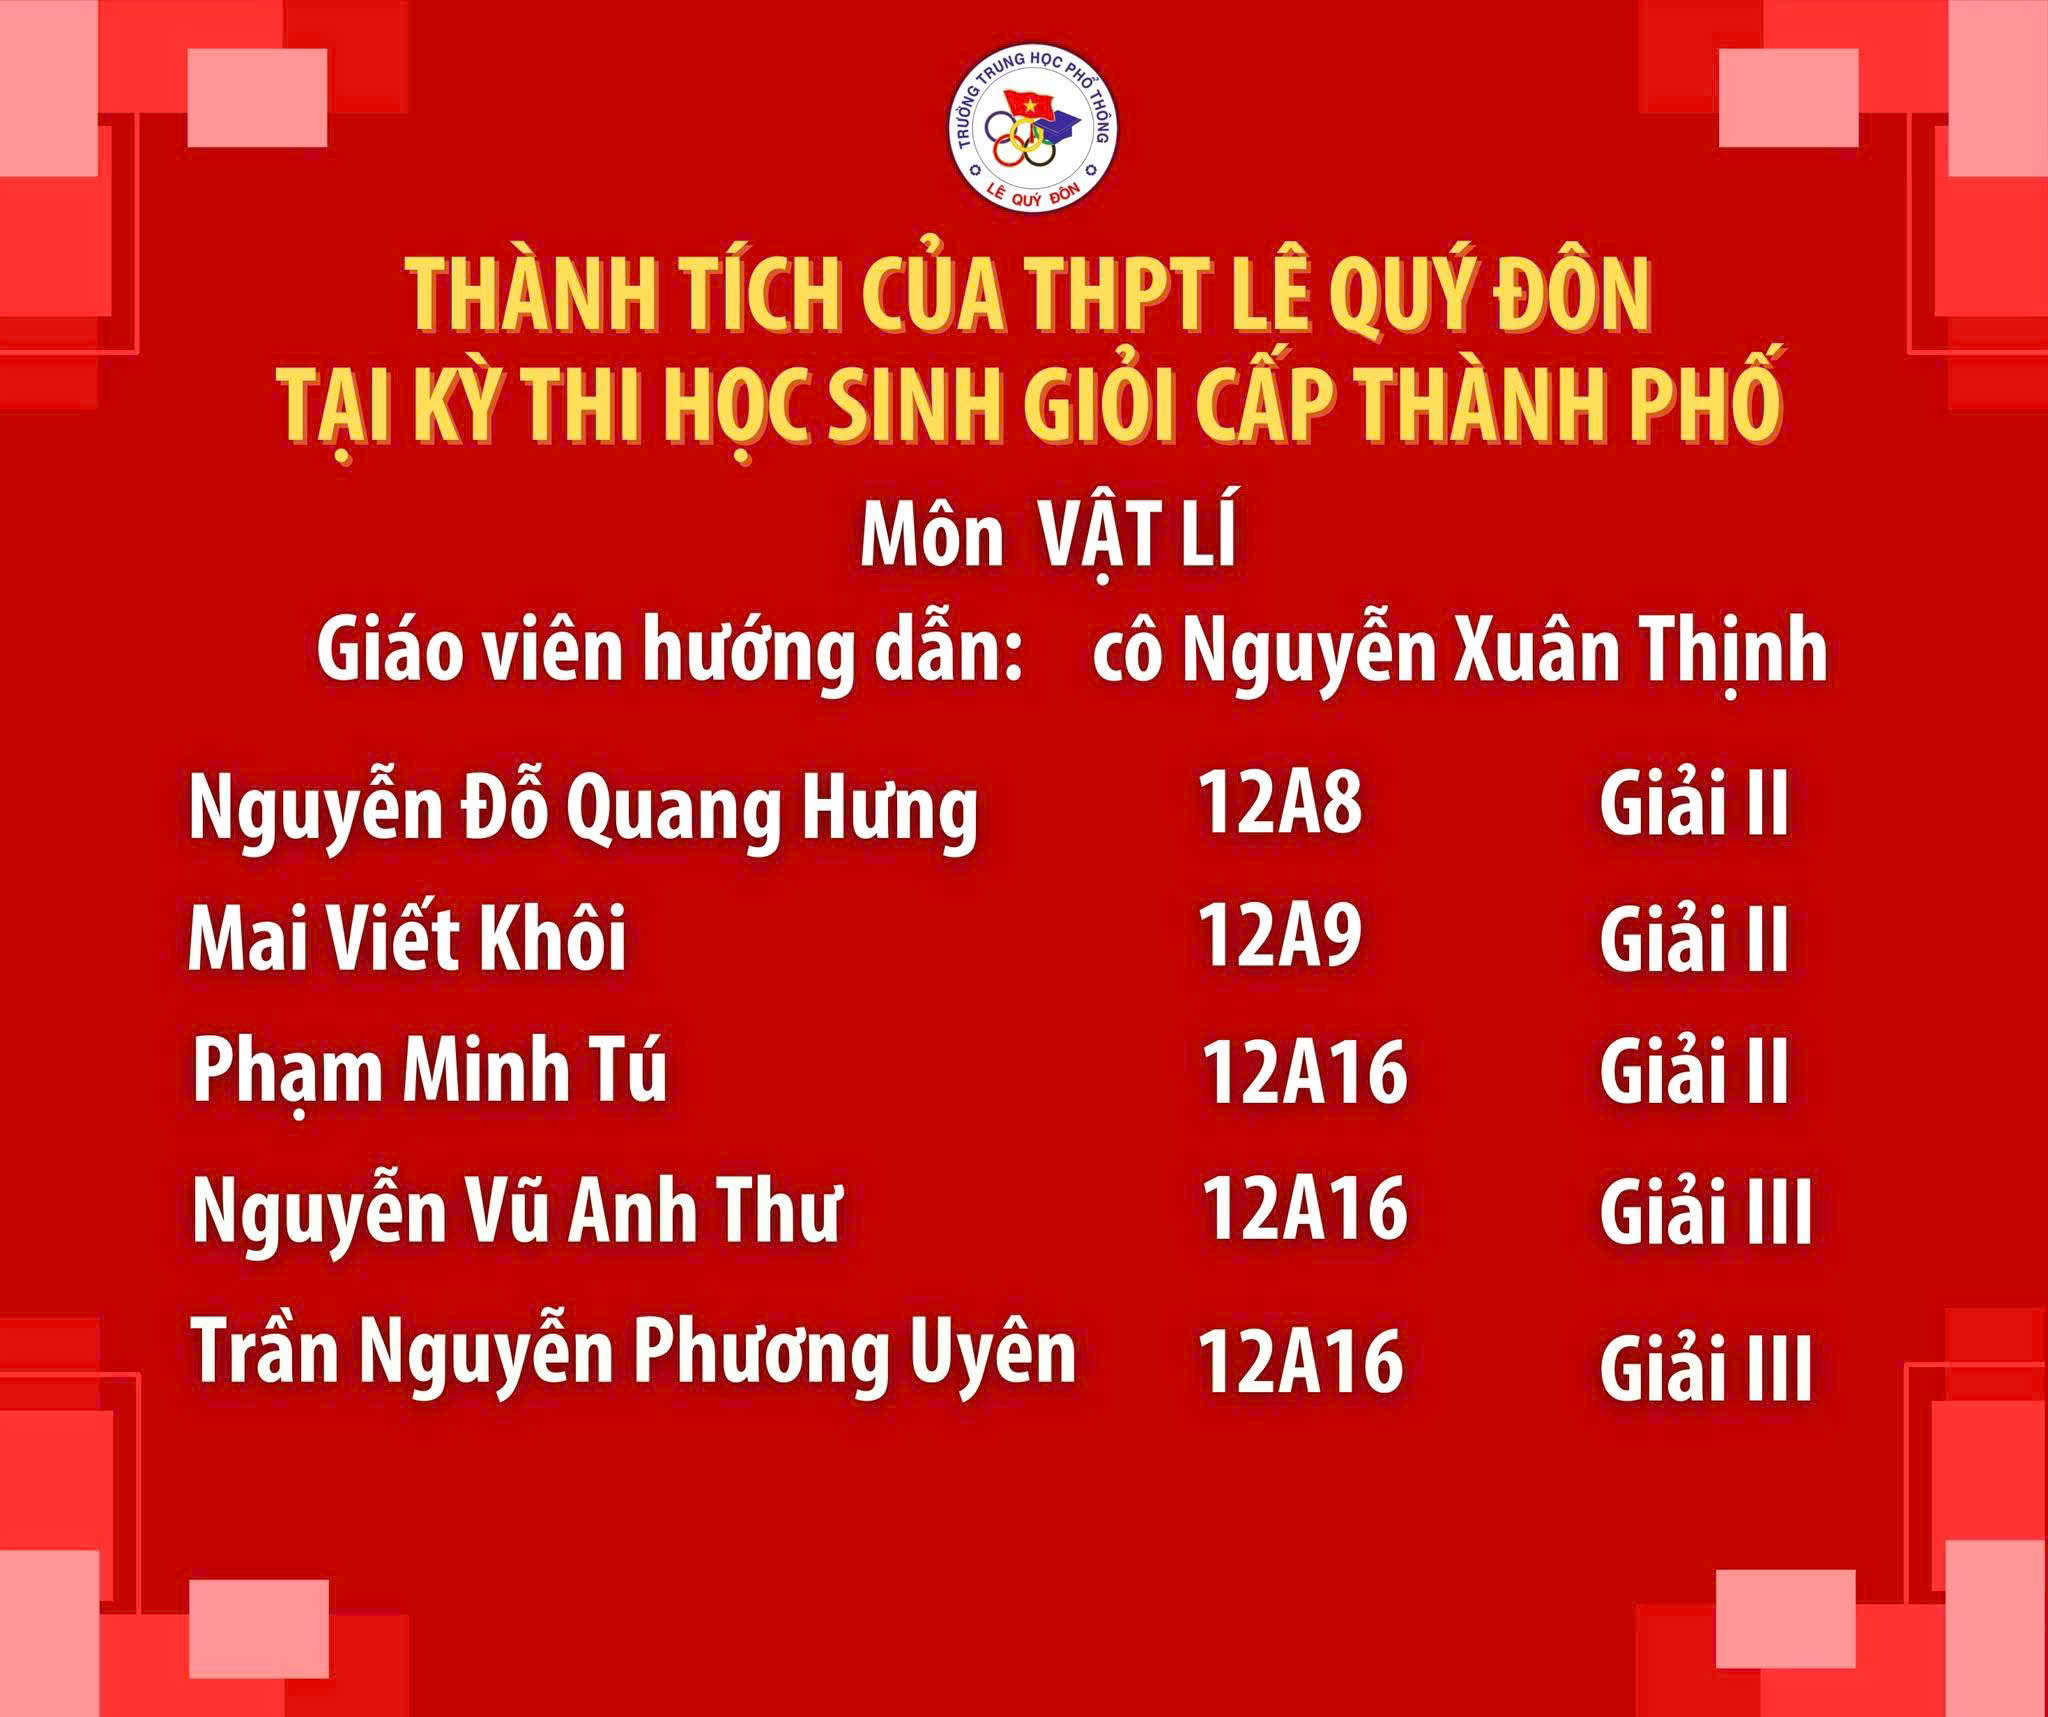 TRƯỜNG TRUNG HỌC PHỔ THÔNG
LÊ QUÝ ĐÔN
THÀNH TÍCH CỦA THPT LÊ QUÝ ĐÔN
TẠI KỲ THI HỌC SINH GIỎI CẤP THÀNH PHỐ
Môn VẬT LÍ
Giáo viên hướng dẫn: cô Nguyễn Xuân Thịnh
Nguyễn Đỗ Quang Hưng 12A8 Giải II
Mai Viết Khôi 12A9 Giải II
Phạm Minh Tú 12A16 Giải II
Nguyễn Vũ Anh Thư 12A16 Giải III
Trần Nguyễn Phương Uyên 12A16 Giải III